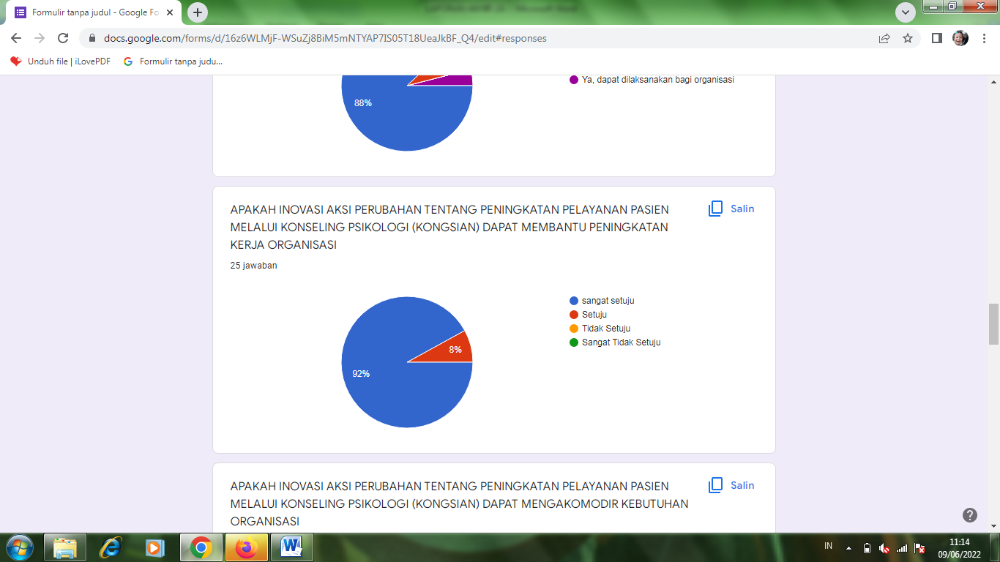 Formulir tanpa judul - Google Fo
docs.google.com/forms/d/16z6WLMjF-WSuZj8BiM5mNTYAP7IS05T18UeaJkBF_Q4/edit#responses
Unduh file | iLovePDF
Formulir tanpa judu...
88%
Ya, dapat dilaksanakan bagi organisasi
APAKAH INOVASI AKSI PERUBAHAN TENTANG PENINGKATAN PELAYANAN PASIEN
MELALUI KONSELING PSIKOLOGI (KONGSIAN) DAPAT MEMBANTU PENINGKATAN
KERJA ORGANISASI
Salin
25 jawaban
92%
8%
sangat setuju
Setuju
Tidak Setuju
Sangat Tidak Setuju
APAKAH INOVASI AKSI PERUBAHAN TENTANG PENINGKATAN PELAYANAN PASIEN
MELALUI KONSELING PSIKOLOGI (KONGSIAN) DAPAT MENGAKOMODIR KEBUTUHAN
ORGANISASI
Salin
IN
11:14
09/06/2022